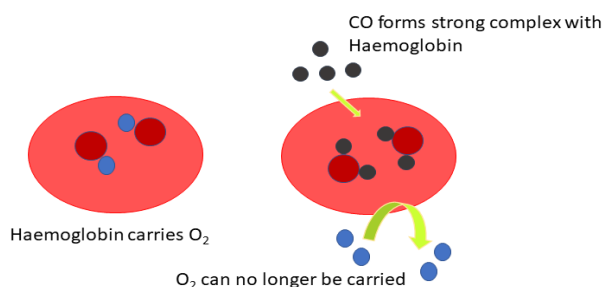 CO forms strong complex with
Haemoglobin
Haemoglobin carries O₂
O₂ can no longer be carried